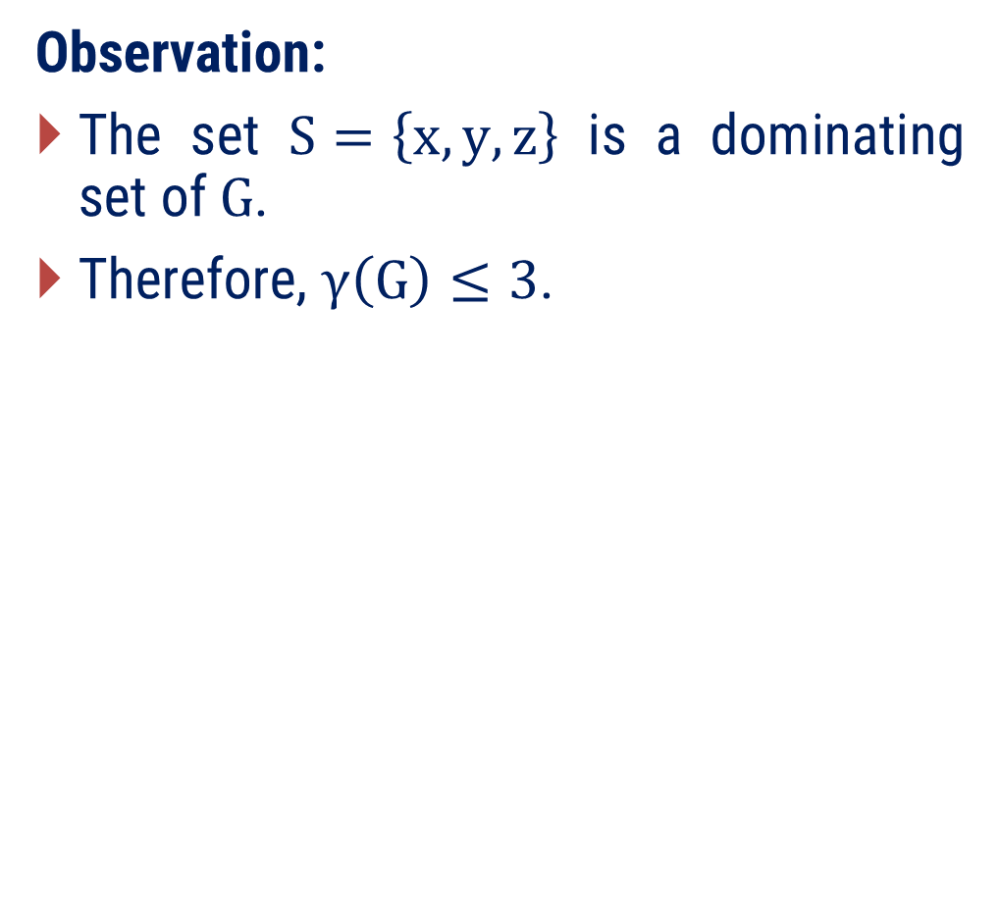 Observation:
The set S = {x, y, z} is a dominating
set of G.
Therefore, γ(G) ≤ 3.